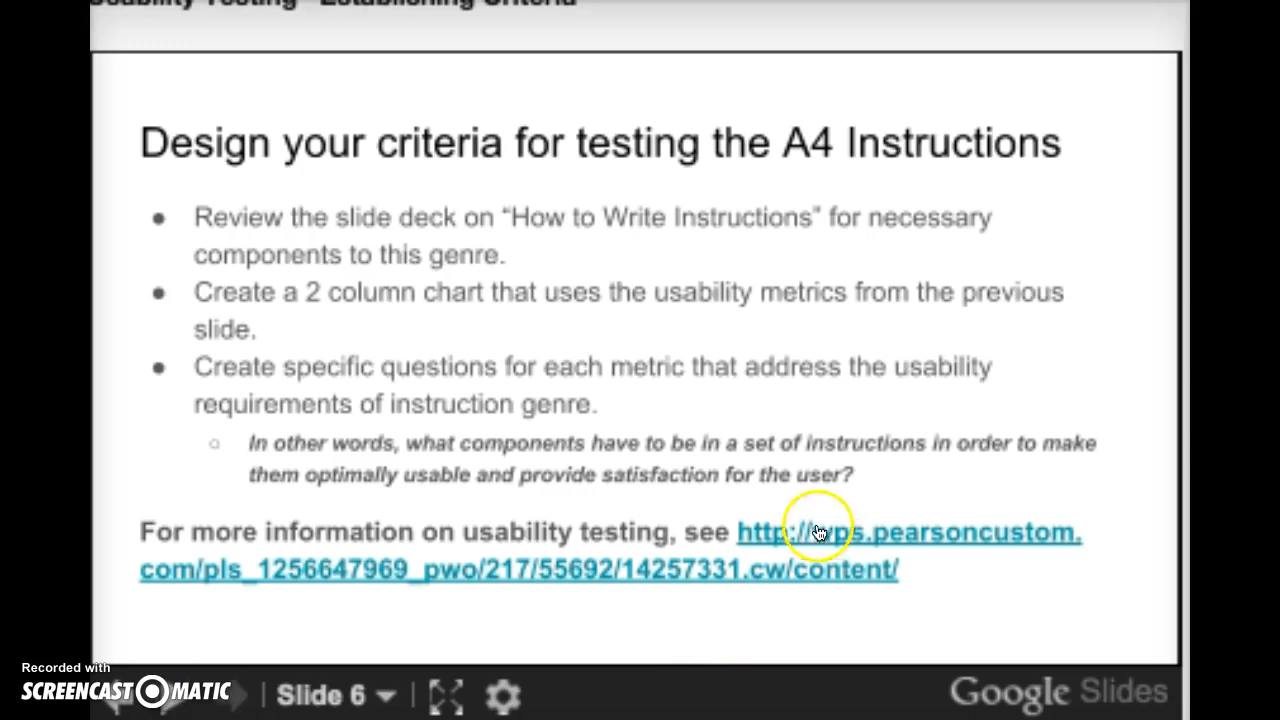 Usability Testing - Establishing Criteria
Design your criteria for testing the A4 Instructions
● Review the slide deck on “How to Write Instructions” for necessary
components to this genre.
● Create a 2 column chart that uses the usability metrics from the previous
slide.
● Create specific questions for each metric that address the usability
requirements of instruction genre.
○ In other words, what components have to be in a set of instructions in order to make
them optimally usable and provide satisfaction for the user?
For more information on usability testing, see
com/pls_1256647969_pwo/217/55692/14257331.cw/content/
Recorded with
SCREENCAST-O-MATIC
Slide 6
Google Slides